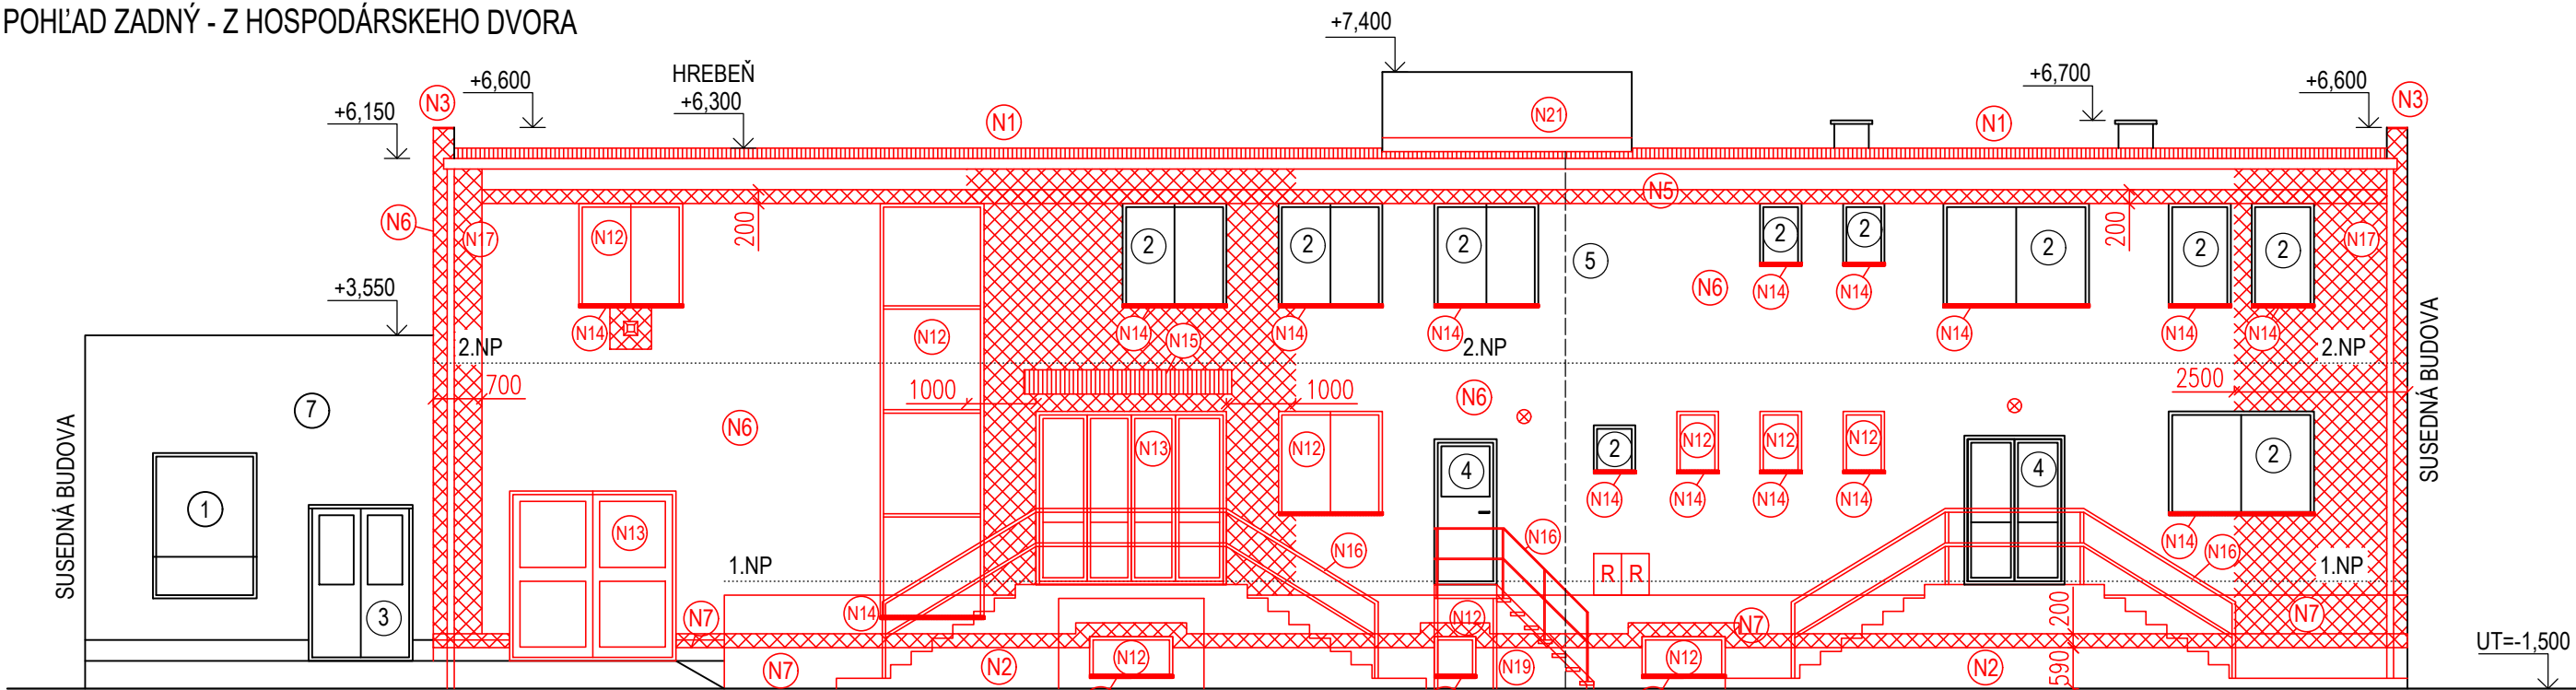 POHĽAD ZADNÝ - Z HOSPODÁRSKEHO DVORA
+7,400
HREBEŇ
+6,600
+6,300
+6,150
+6,700
+6,600
N3
N1
N21
N1
N3
N5
N6
N17
N12
200
2
2
2
5
2
2
2
200
2
2
N17
N6
+3,550
N14
N12
N14
N15
N14
N14
N14
N14
N14
N14
N14
2.NP
2.NP
2.NP
700
1000
1000
2500
SUSEDNÁ BUDOVA
SUSEDNÁ BUDOVA
7
N6
N6
N13
N12
4
2
N12
N12
N12
4
2
1
N13
N14
N14
N14
N14
N14
N16
N16
N16
1.NP
R R
1.NP
3
N7
N14
N12
N7
200
N7
N7
N2
N12
N19
N12
N2
590
UT=-1,500